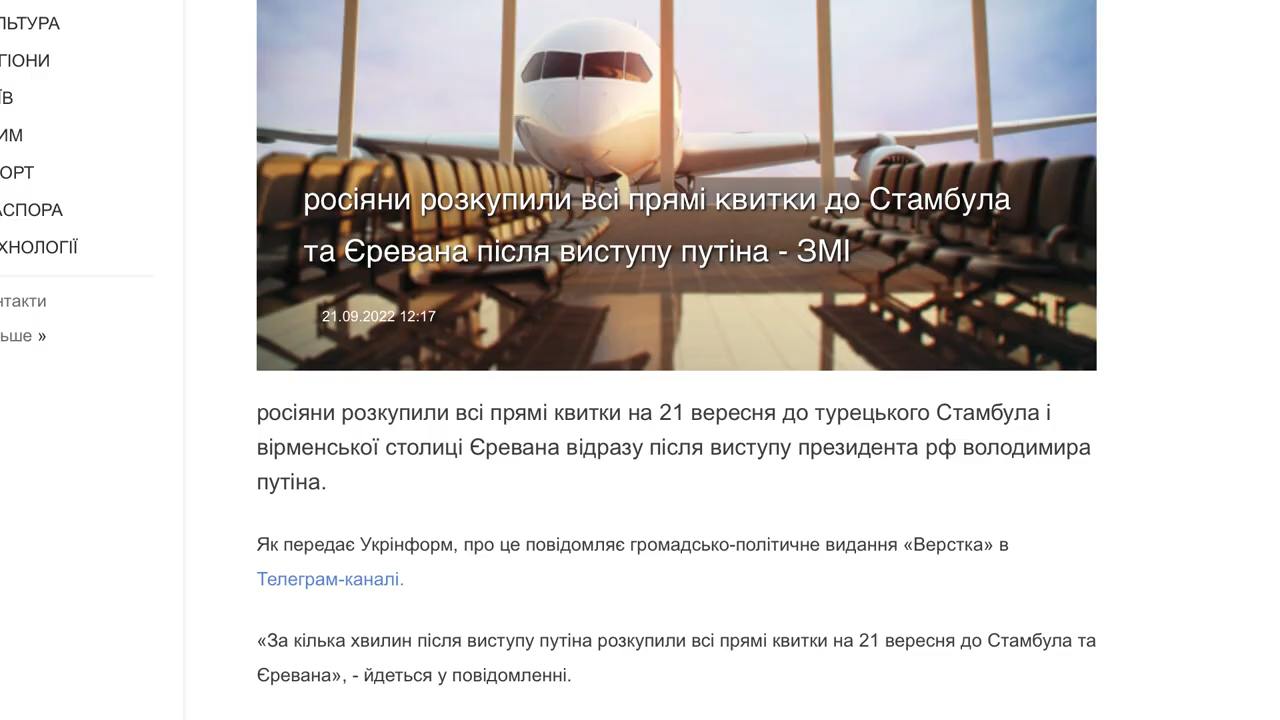 ЛЬТУРА
ГІОНИ
ЇВ
ИМ
ОРТ
АСПОРА
ХНОЛОГІЇ
нтакти
ьше »
росіяни розкупили всі прямі квитки до Стамбула
та Єревана після виступу путіна - ЗМІ
21.09.2022 12:17
росіяни розкупили всі прямі квитки на 21 вересня до турецького Стамбула і
вірменської столиці Єревана відразу після виступу президента рф володимира
путіна.
Як передає Укрінформ, про це повідомляє громадсько-політичне видання «Верстка» в
Телеграм-каналі.
«За кілька хвилин після виступу путіна розкупили всі прямі квитки на 21 вересня до Стамбула та
Єревана», - йдеться у повідомленні.